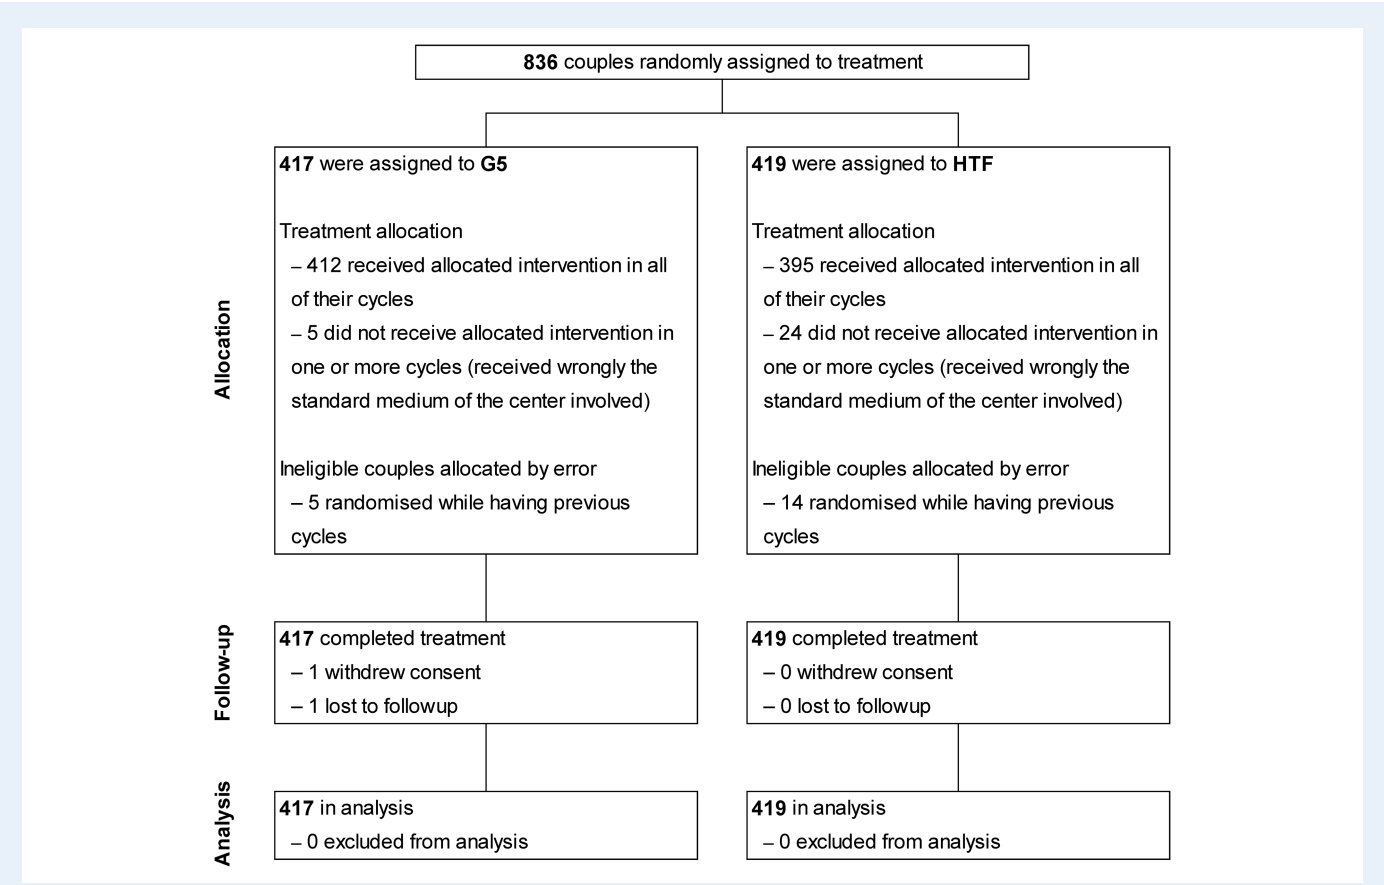 836 couples randomly assigned to treatment
Allocation
417 were assigned to G5
Treatment allocation
– 412 received allocated intervention in all
of their cycles
– 5 did not receive allocated intervention in
one or more cycles (received wrongly the
standard medium of the center involved)
Ineligible couples allocated by error
– 5 randomised while having previous
cycles
419 were assigned to HTF
Treatment allocation
– 395 received allocated intervention in all
of their cycles
– 24 did not receive allocated intervention in
one or more cycles (received wrongly the
standard medium of the center involved)
Ineligible couples allocated by error
– 14 randomised while having previous
cycles
Follow-up
417 completed treatment
– 1 withdrew consent
– 1 lost to followup
419 completed treatment
– 0 withdrew consent
– 0 lost to followup
Analysis
417 in analysis
– 0 excluded from analysis
419 in analysis
– 0 excluded from analysis